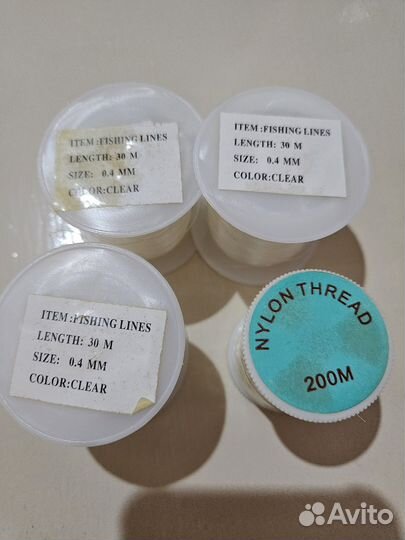 ITEM :FISHING LINES
LENGTH: 30 M
SIZE: 0.4 MM
COLOR:CLEAR
ITEM :FISHING LINES
LENGTH: 30 M
SIZE: 0.4 MM
COLOR:CLEAR
ITEM :FISHING LINES
LENGTH: 30 M
SIZE: 0.4 MM
COLOR:CLEAR
NYLON THREAD
200M
Avito